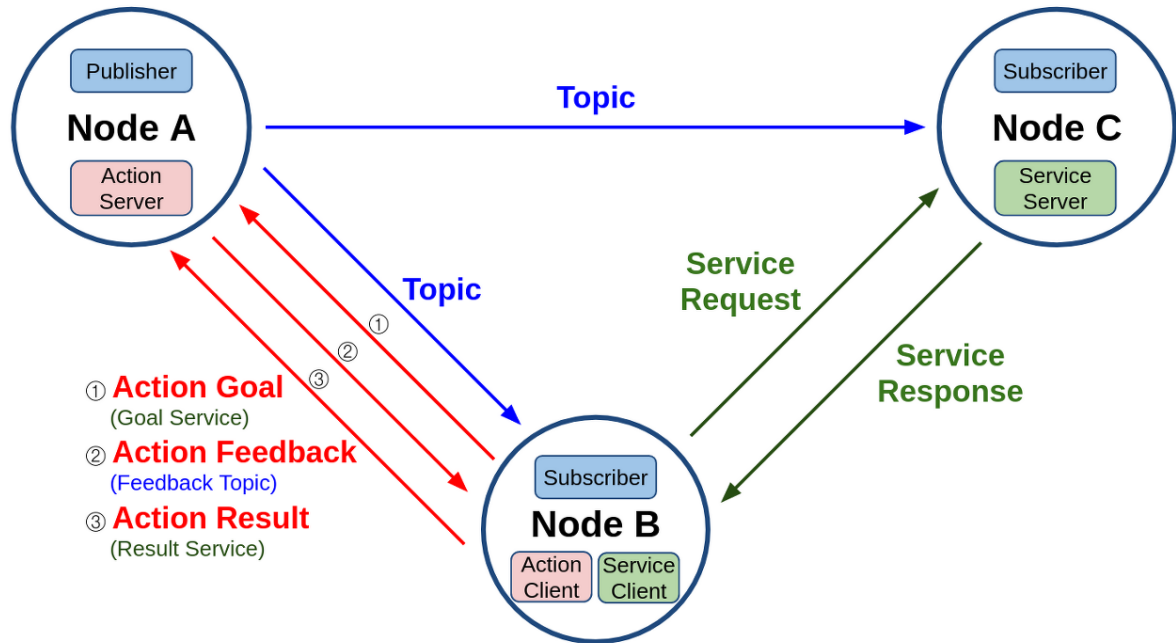 Publisher
Node A
Action
Server
Topic
Subscriber
Node C
Service
Server
Topic
Service
Request
Service
Response
①
②
③
① Action Goal
(Goal Service)
② Action Feedback
(Feedback Topic)
③ Action Result
(Result Service)
Subscriber
Node B
Action
Client
Service
Client